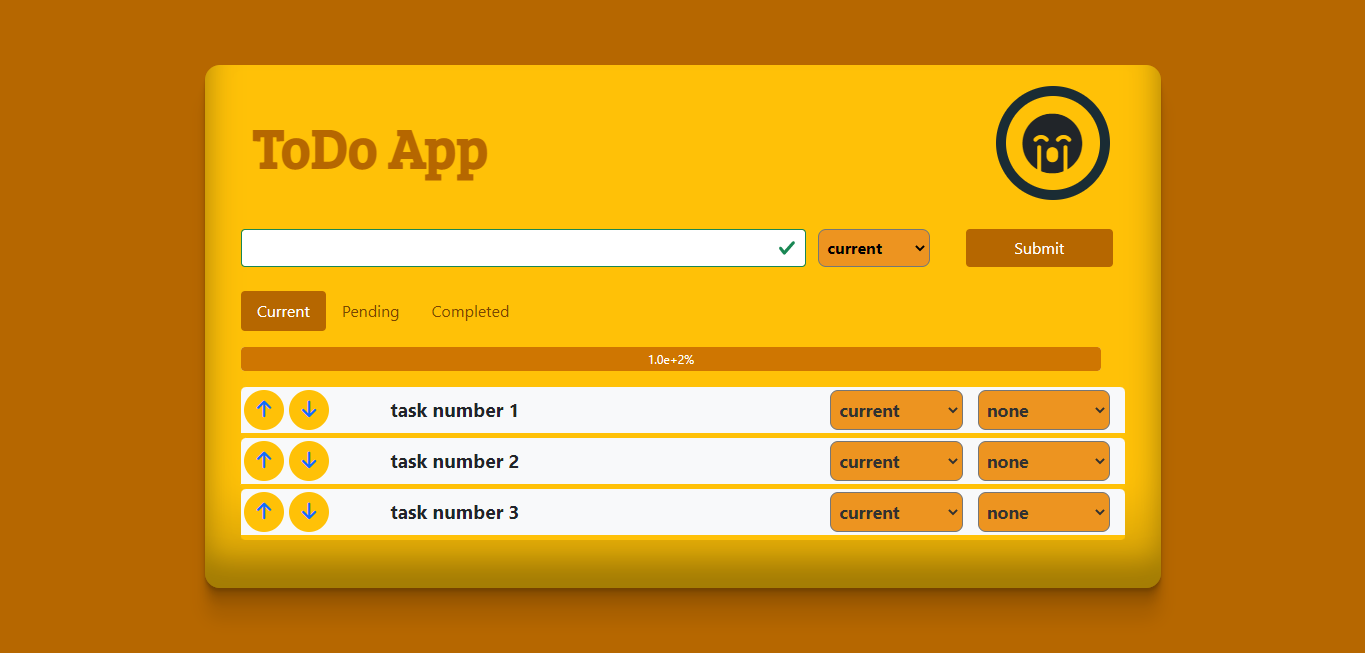 ToDo App
current Submit
Current Pending Completed
1.0e+2%
task number 1 current none
task number 2 current none
task number 3 current none